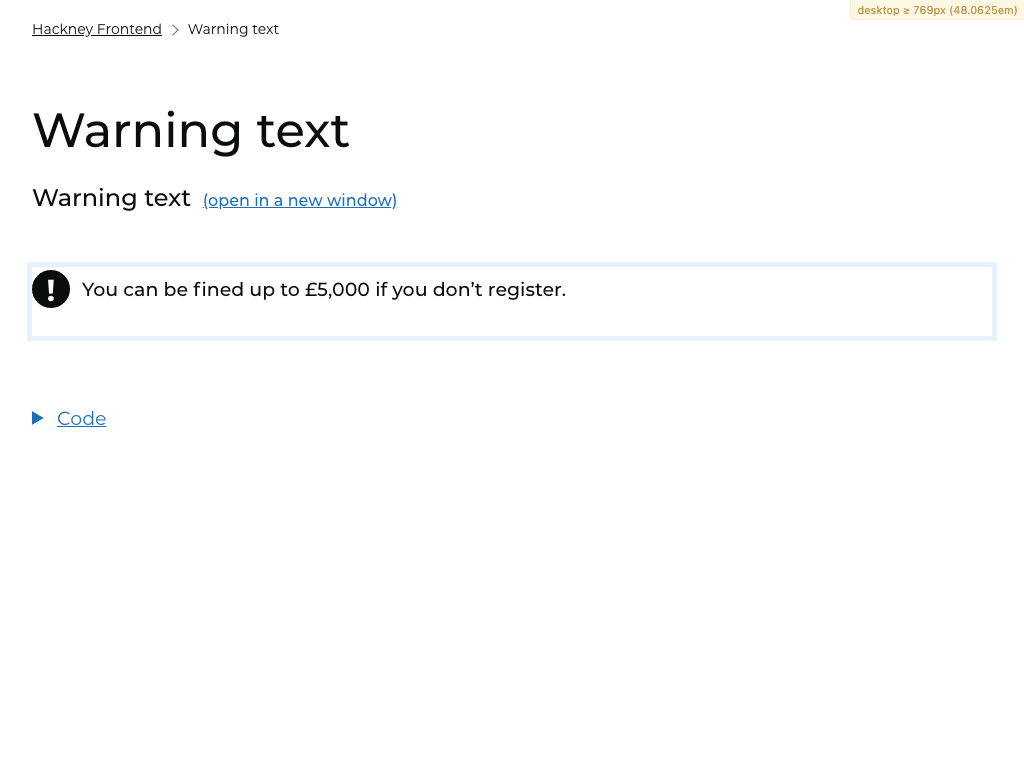 desktop ≥ 769px (48.0625em)
Hackney Frontend > Warning text
Warning text
Warning text (open in a new window)
! You can be fined up to £5,000 if you don’t register.
Code